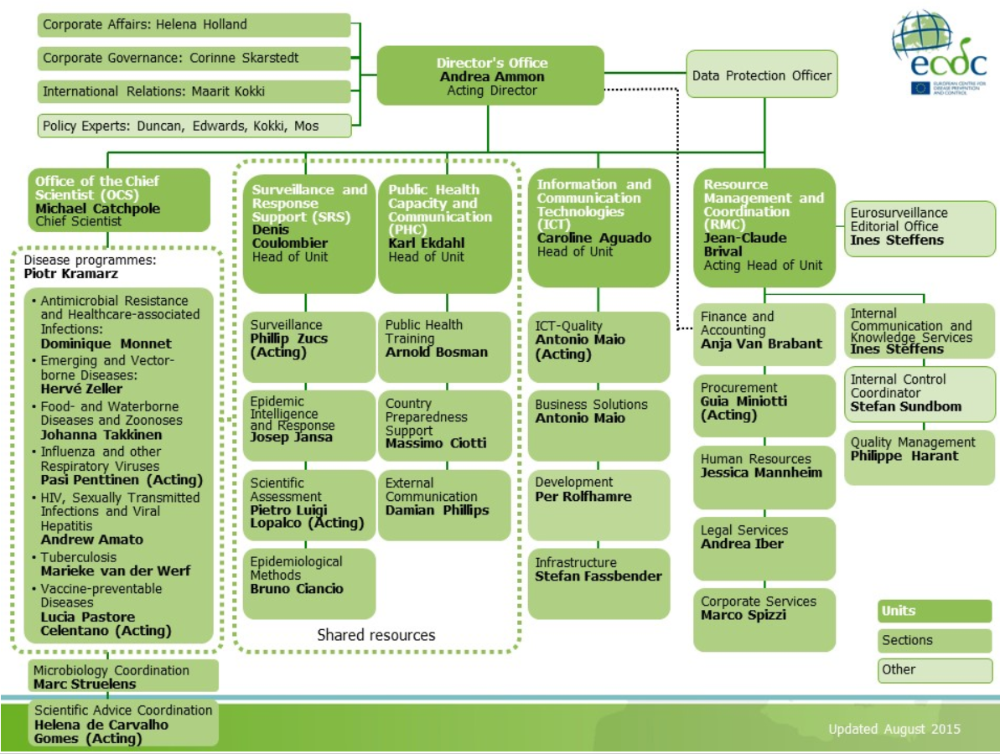 Corporate Affairs: Helena Holland
Corporate Governance: Corinne Skarstedt
International Relations: Maarit Kokki
Policy Experts: Duncan, Edwards, Kokki, Mos
Director's Office
Andrea Ammon
Acting Director
Data Protection Officer
ecdc
EUROPEAN CENTRE FOR
DISEASE PREVENTION
AND CONTROL
Office of the Chief
Scientist (OCS)
Michael Catchpole
Chief Scientist
Disease programmes:
Piotr Kramarz
• Antimicrobial Resistance
and Healthcare-associated
Infections:
Dominique Monnet
• Emerging and Vector-
borne Diseases:
Hervé Zeller
• Food- and Waterborne
Diseases and Zoonoses
Johanna Takkinen
• Influenza and other
Respiratory Viruses
Pasi Penttinen (Acting)
• HIV, Sexually Transmitted
Infections and Viral
Hepatitis
Andrew Amato
• Tuberculosis
Marieke van der Werf
• Vaccine-preventable
Diseases
Lucia Pastore
Celentano (Acting)
Microbiology Coordination
Marc Struelens
Scientific Advice Coordination
Helena de Carvalho
Gomes (Acting)
Surveillance and
Response
Support (SRS)
Denis
Coulombier
Head of Unit
Surveillance
Phillip Zucs
(Acting)
Epidemic
Intelligence
and Response
Josep Jansa
Scientific
Assessment
Pietro Luigi
Lopalco (Acting)
Epidemiological
Methods
Bruno Ciancio
Public Health
Capacity and
Communication
(PHC)
Karl Ekdahl
Head of Unit
Public Health
Training
Arnold Bosman
Country
Preparedness
Support
Massimo Ciotti
External
Communication
Damian Phillips
Shared resources
Information and
Communication
Technologies
(ICT)
Caroline Aguado
Head of Unit
ICT-Quality
Antonio Maio
(Acting)
Business Solutions
Antonio Maio
Development
Per Rolfhamre
Infrastructure
Stefan Fassbender
Resource
Management and
Coordination
(RMC)
Jean-Claude
Brival
Acting Head of Unit
Finance and
Accounting
Anja Van Brabant
Procurement
Guia Miniotti
(Acting)
Human Resources
Jessica Mannheim
Legal Services
Andrea Iber
Corporate Services
Marco Spizzi
Eurosurveillance
Editorial Office
Ines Steffens
Internal
Communication and
Knowledge Services
Ines Steffens
Internal Control
Coordinator
Stefan Sundbom
Quality Management
Philippe Harant
Units
Sections
Other
Updated August 2015